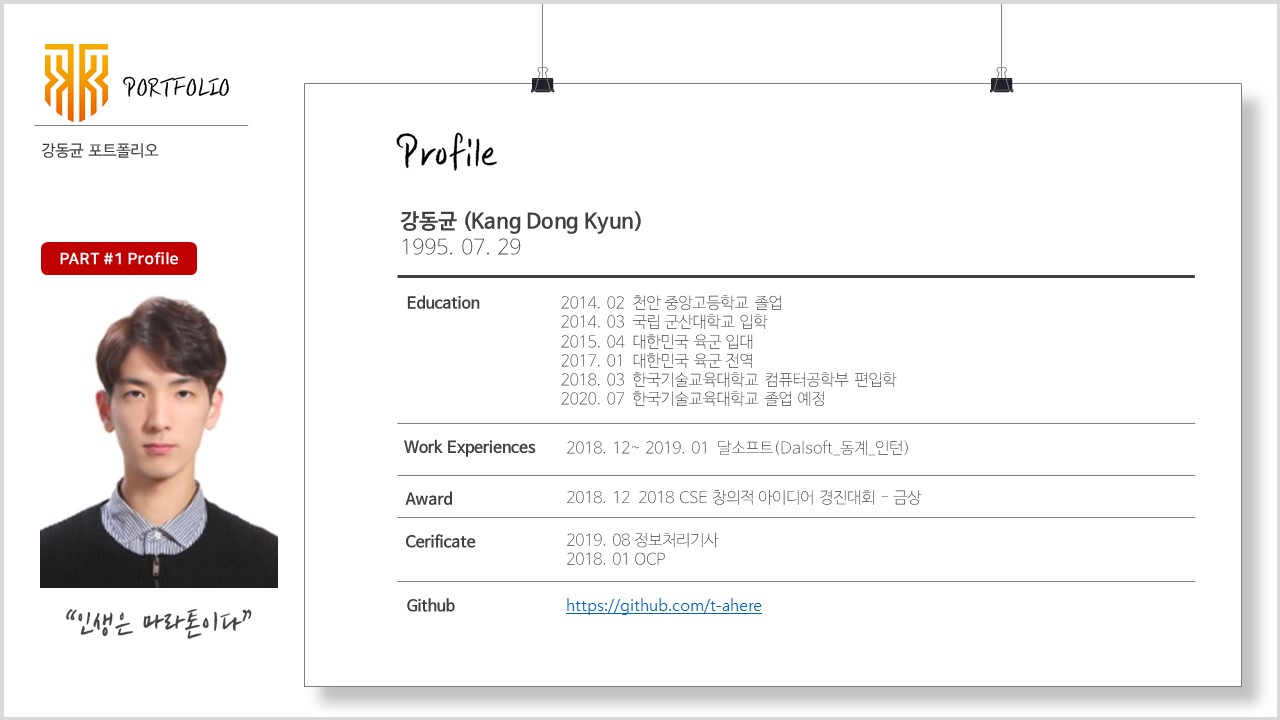 PORTFOLIO
강동균 포트폴리오
PART #1 Profile
“인생은 마라톤이다”
Profile
강동균 (Kang Dong Kyun)
1995. 07. 29
Education
2014. 02 천안 중앙고등학교 졸업
2014. 03 국립 군산대학교 입학
2015. 04 대한민국 육군 입대
2017. 01 대한민국 육군 전역
2018. 03 한국기술교육대학교 컴퓨터공학부 편입학
2020. 07 한국기술교육대학교 졸업 예정
Work Experiences 2018. 12~ 2019. 01 달소프트(Dalsoft_동계_인턴)
Award 2018. 12 2018 CSE 창의적 아이디어 경진대회 – 금상
Cerificate 2019. 08 정보처리기사
2018. 01 OCP
Github https://github.com/t-ahere